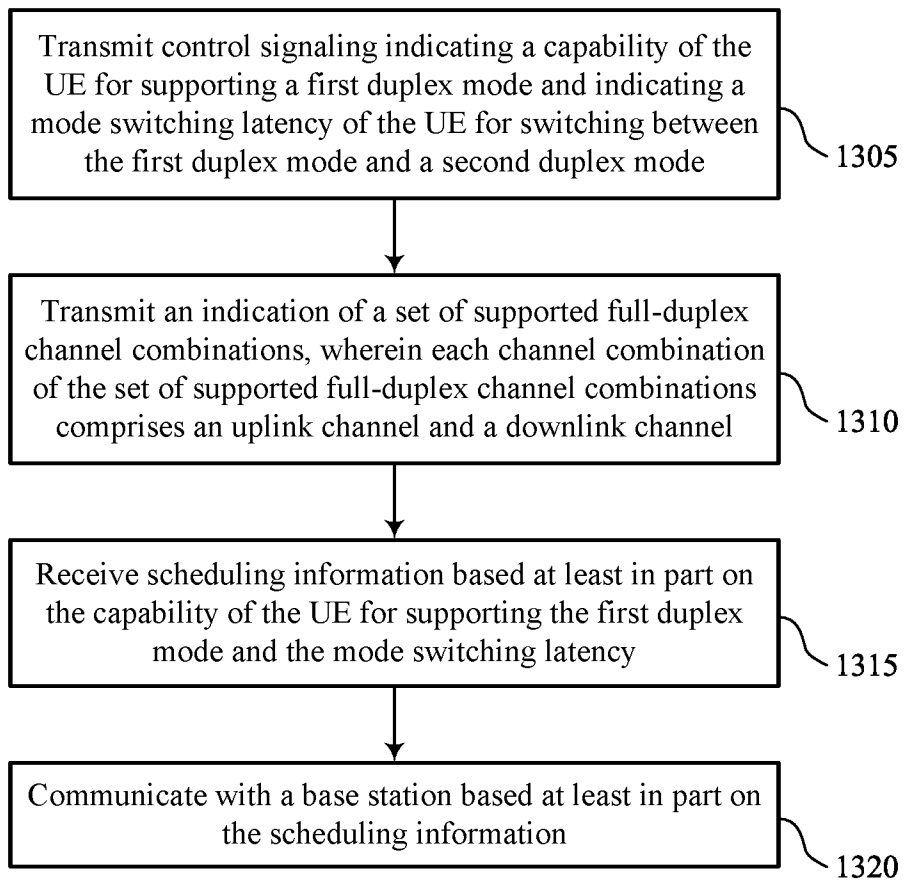 Transmit control signaling indicating a capability of the
UE for supporting a first duplex mode and indicating a
mode switching latency of the UE for switching between
the first duplex mode and a second duplex mode
1305
Transmit an indication of a set of supported full-duplex
channel combinations, wherein each channel combination
of the set of supported full-duplex channel combinations
comprises an uplink channel and a downlink channel
1310
Receive scheduling information based at least in part on
the capability of the UE for supporting the first duplex
mode and the mode switching latency
1315
Communicate with a base station based at least in part on
the scheduling information
1320